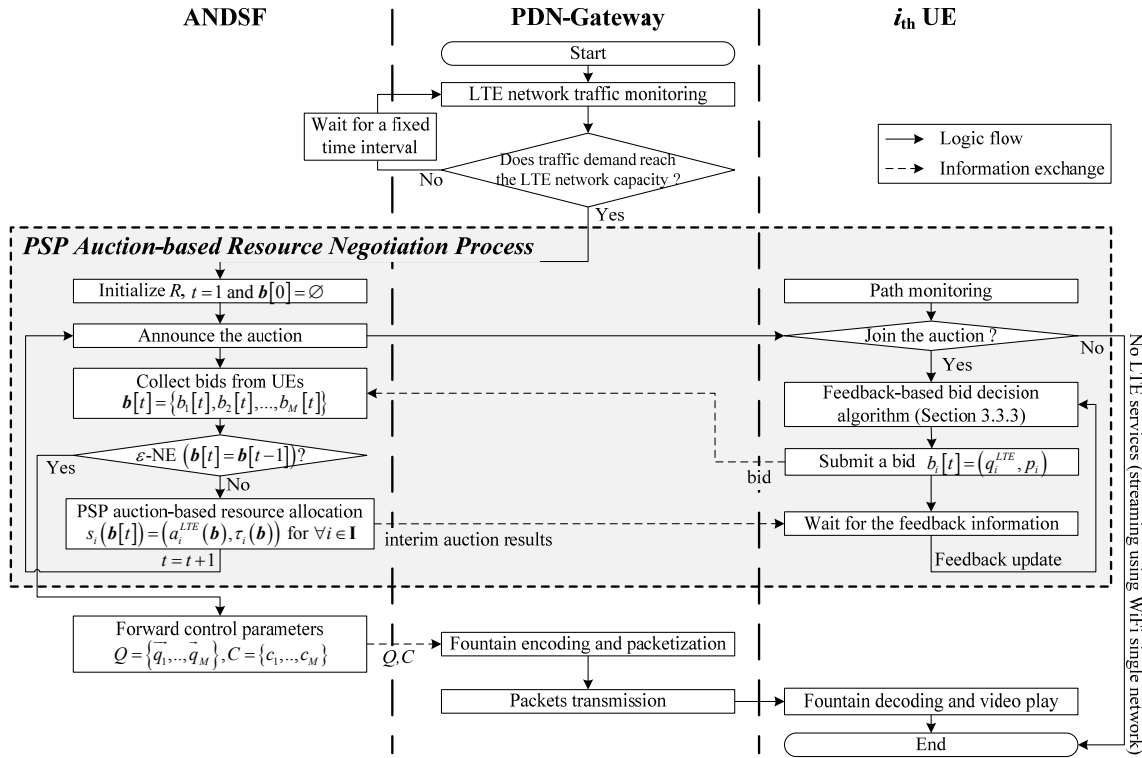 ANDSF
PDN-Gateway
i_th UE
Start
LTE network traffic monitoring
Wait for a fixed
time interval
Does traffic demand reach
the LTE network capacity ?
No
Yes
Logic flow
Information exchange
PSP Auction-based Resource Negotiation Process
Initialize R, t = 1 and b[0] = ∅
Path monitoring
Announce the auction
Join the auction ?
No
Yes
Collect bids from UEs
b[t] = {b_1[t], b_2[t], ..., b_M[t]}
Feedback-based bid decision
algorithm (Section 3.3.3)
ε-NE (b[t] = b[t−1])?
Yes
No
Submit a bid b_i[t] = (q_i^{LTE}, p_i)
bid
PSP auction-based resource allocation
s_i(b[t]) = (a_i^{LTE}(b), τ_i(b)) for ∀i ∈ I
interim auction results
Wait for the feedback information
t = t + 1
Feedback update
No LTE services (streaming using WiFi single network)
Forward control parameters
Q = {q⃗_1, .., q⃗_M}, C = {c_1, .., c_M}
Q,C
Fountain encoding and packetization
Packets transmission
Fountain decoding and video play
End